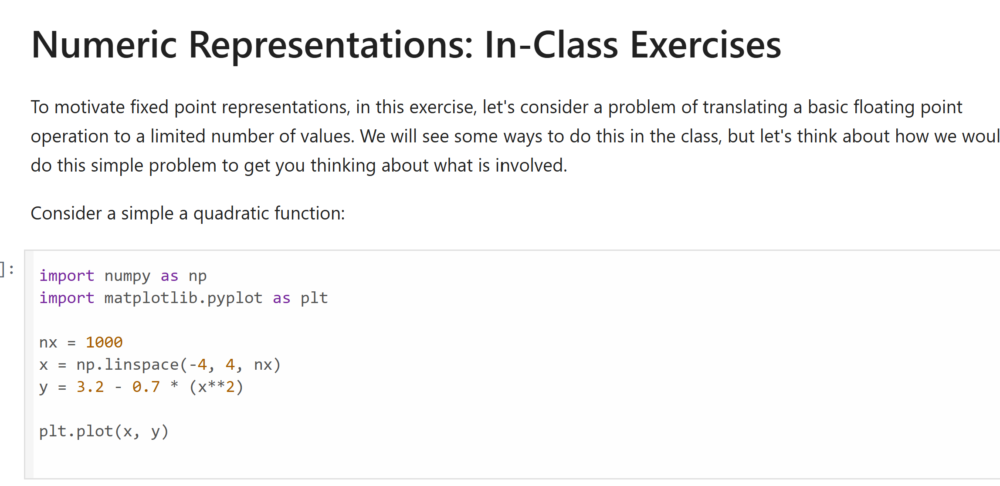 Numeric Representations: In-Class Exercises
To motivate fixed point representations, in this exercise, let's consider a problem of translating a basic floating point
operation to a limited number of values. We will see some ways to do this in the class, but let's think about how we woul
do this simple problem to get you thinking about what is involved.
Consider a simple a quadratic function:
]:
import numpy as np
import matplotlib.pyplot as plt
nx = 1000
x = np.linspace(-4, 4, nx)
y = 3.2 - 0.7 * (x**2)
plt.plot(x, y)